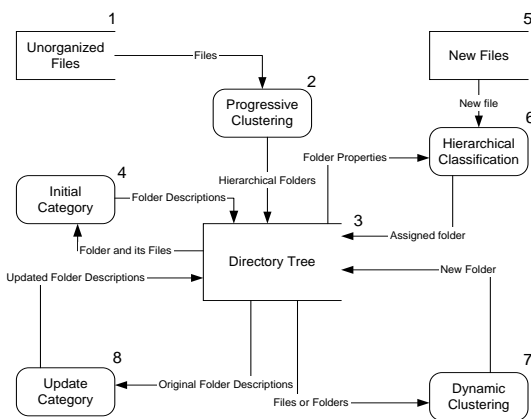 1
Unorganized
Files
Files
2
Progressive
Clustering
5
New Files
New file
6
Hierarchical
Classification
Folder Properties
Hierarchical Folders
4
Initial
Category
Folder Descriptions
3
Directory Tree
Folder and its Files
Assigned folder
Updated Folder Descriptions
New Folder
8
Update
Category
Original Folder Descriptions
Files or Folders
7
Dynamic
Clustering